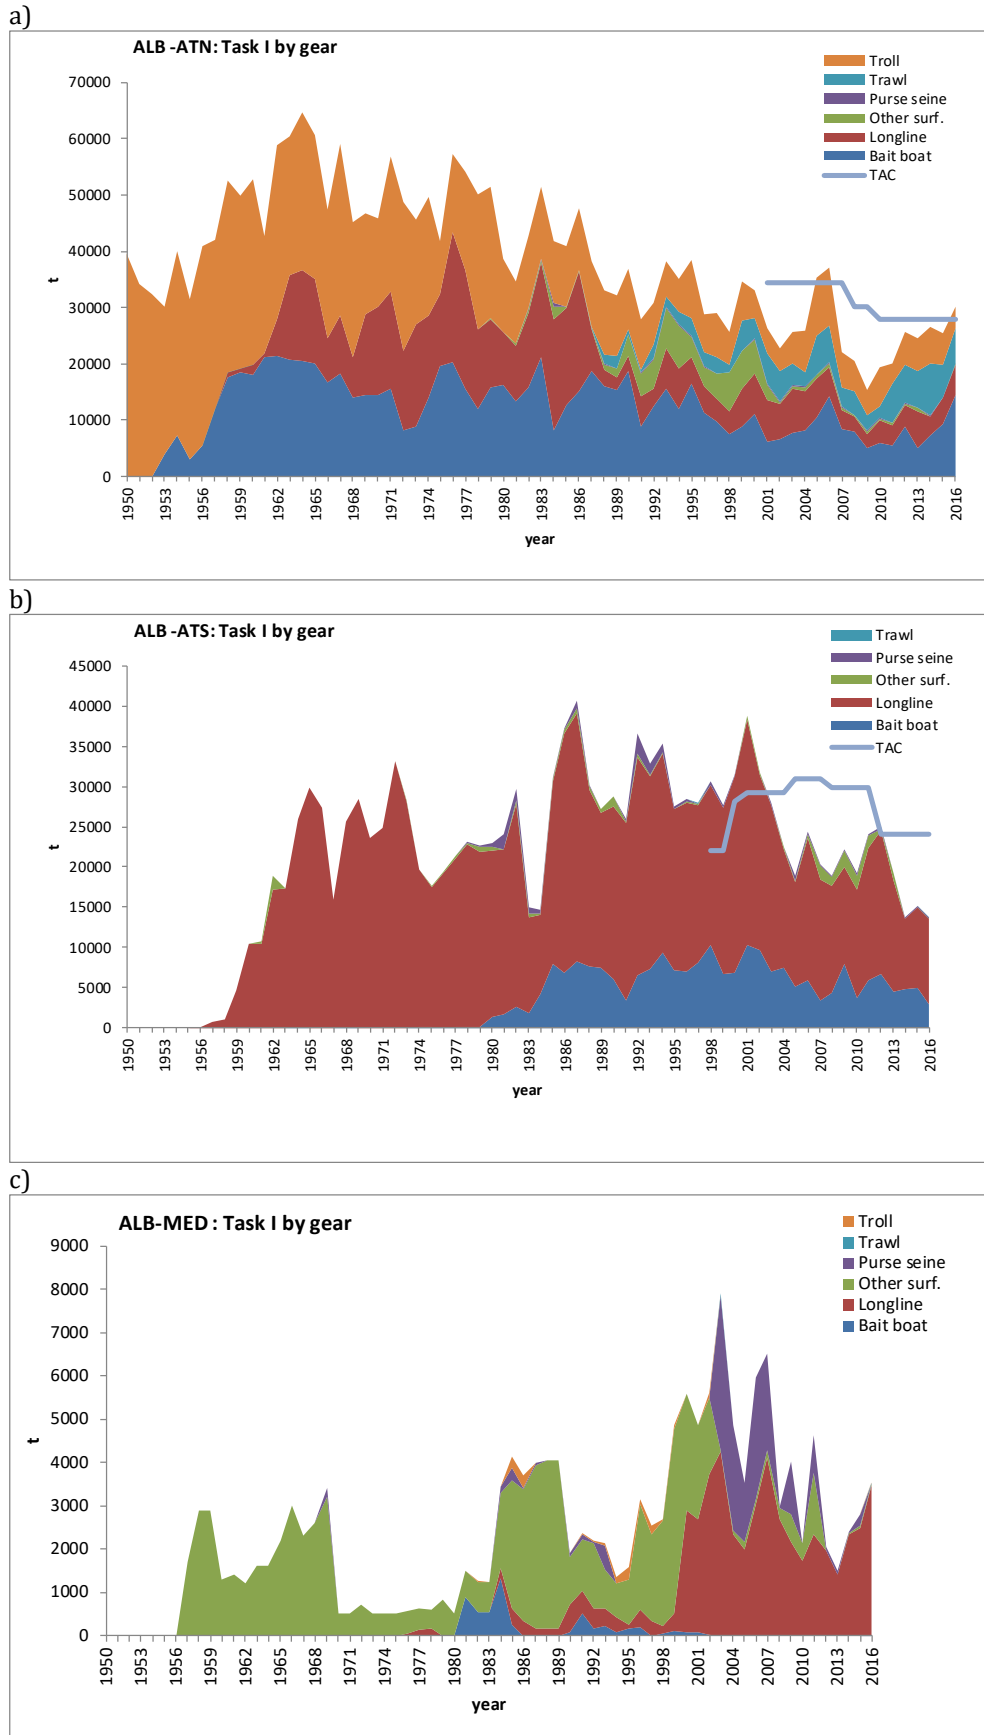 a)
ALB -ATN: Task I by gear
Troll
Trawl
Purse seine
Other surf.
Longline
Bait boat
TAC
70000
60000
50000
40000
30000
20000
10000
0
t
1950 1953 1956 1959 1962 1965 1968 1971 1974 1977 1980 1983 1986 1989 1992 1995 1998 2001 2004 2007 2010 2013 2016
year
b)
ALB -ATS: Task I by gear
Trawl
Purse seine
Other surf.
Longline
Bait boat
TAC
45000
40000
35000
30000
25000
20000
15000
10000
5000
0
t
1950 1953 1956 1959 1962 1965 1968 1971 1974 1977 1980 1983 1986 1989 1992 1995 1998 2001 2004 2007 2010 2013 2016
year
c)
ALB-MED : Task I by gear
Troll
Trawl
Purse seine
Other surf.
Longline
Bait boat
9000
8000
7000
6000
5000
4000
3000
2000
1000
0
t
1950 1953 1956 1959 1962 1965 1968 1971 1974 1977 1980 1983 1986 1989 1992 1995 1998 2001 2004 2007 2010 2013 2016
year